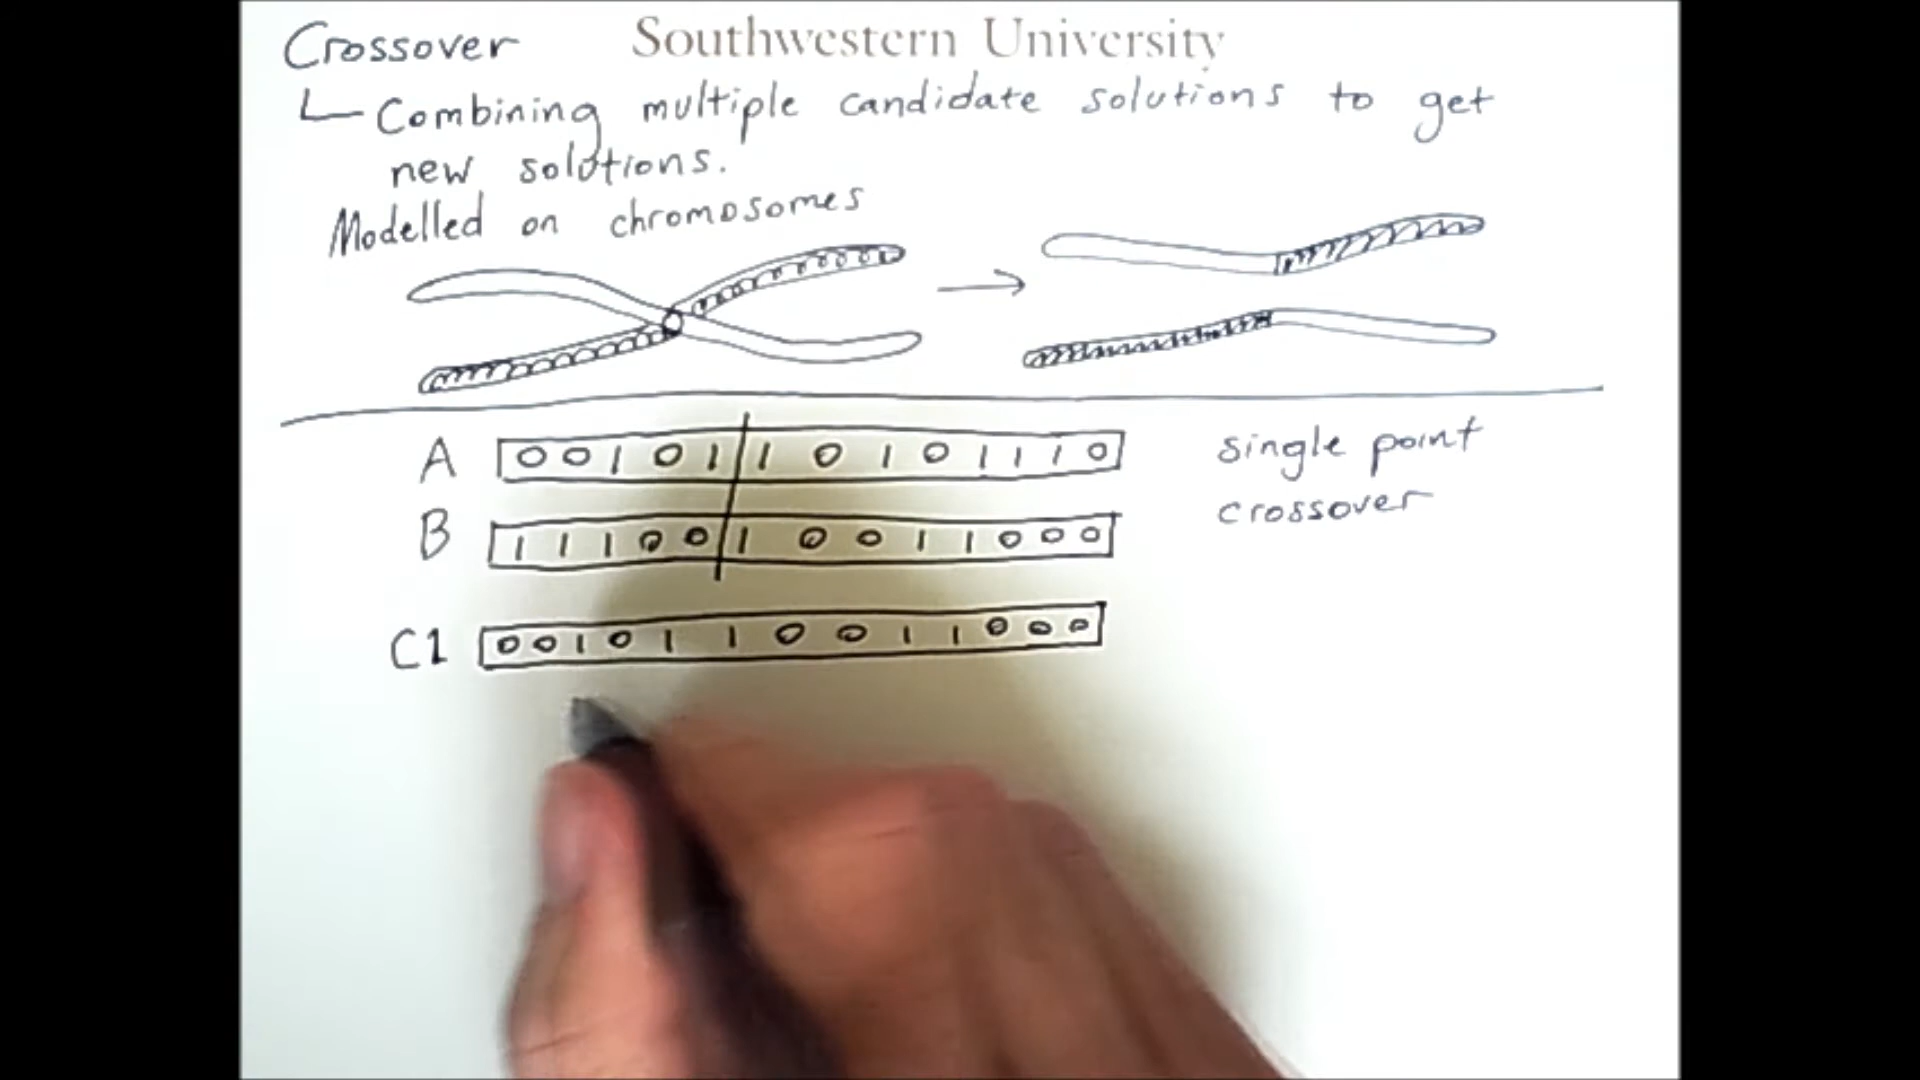 Crossover Southwestern University
Combining multiple candidate solutions to get
new solutions.
Modelled on chromosomes
A 0 0 1 0 1 1 0 1 0 1 1 1 0 single point
crossover
B 1 1 1 0 0 1 0 0 1 1 0 0 0
C1 0 0 1 0 1 1 0 0 1 1 0 0 0